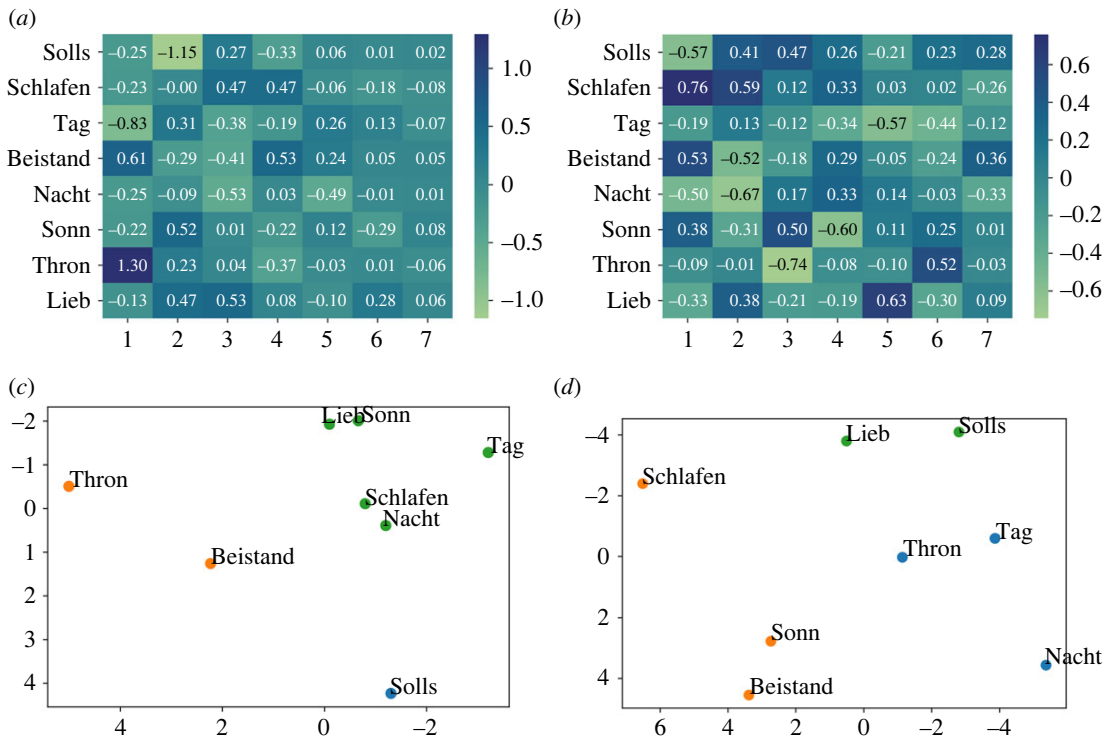 (a)
Solls –0.25 –1.15 0.27 –0.33 0.06 0.01 0.02
Schlafen –0.23 –0.00 0.47 0.47 –0.06 –0.18 –0.08
Tag –0.83 0.31 –0.38 –0.19 0.26 0.13 –0.07
Beistand 0.61 –0.29 –0.41 0.53 0.24 0.05 0.05
Nacht –0.25 –0.09 –0.53 0.03 –0.49 –0.01 0.01
Sonn –0.22 0.52 0.01 –0.22 0.12 –0.29 0.08
Thron 1.30 0.23 0.04 –0.37 –0.03 0.01 –0.06
Lieb –0.13 0.47 0.53 0.08 –0.10 0.28 0.06
1 2 3 4 5 6 7
1.0
0.5
0
–0.5
–1.0
(b)
Solls –0.57 0.41 0.47 0.26 –0.21 0.23 0.28
Schlafen 0.76 0.59 0.12 0.33 0.03 0.02 –0.26
Tag –0.19 0.13 –0.12 –0.34 –0.57 –0.44 –0.12
Beistand 0.53 –0.52 –0.18 0.29 –0.05 –0.24 0.36
Nacht –0.50 –0.67 0.17 0.33 0.14 –0.03 –0.33
Sonn 0.38 –0.31 0.50 –0.60 0.11 0.25 0.01
Thron –0.09 –0.01 –0.74 –0.08 –0.10 0.52 –0.03
Lieb –0.33 0.38 –0.21 –0.19 0.63 –0.30 0.09
1 2 3 4 5 6 7
0.6
0.4
0.2
0
–0.2
–0.4
–0.6
(c)
–2
–1
0
1
2
3
4
Lieb Sonn
Tag
Thron
Schlafen
Nacht
Beistand
Solls
4 2 0 –2
(d)
–4
–2
0
2
4
Lieb Solls
Schlafen
Tag
Thron
Sonn
Nacht
Beistand
6 4 2 0 –2 –4